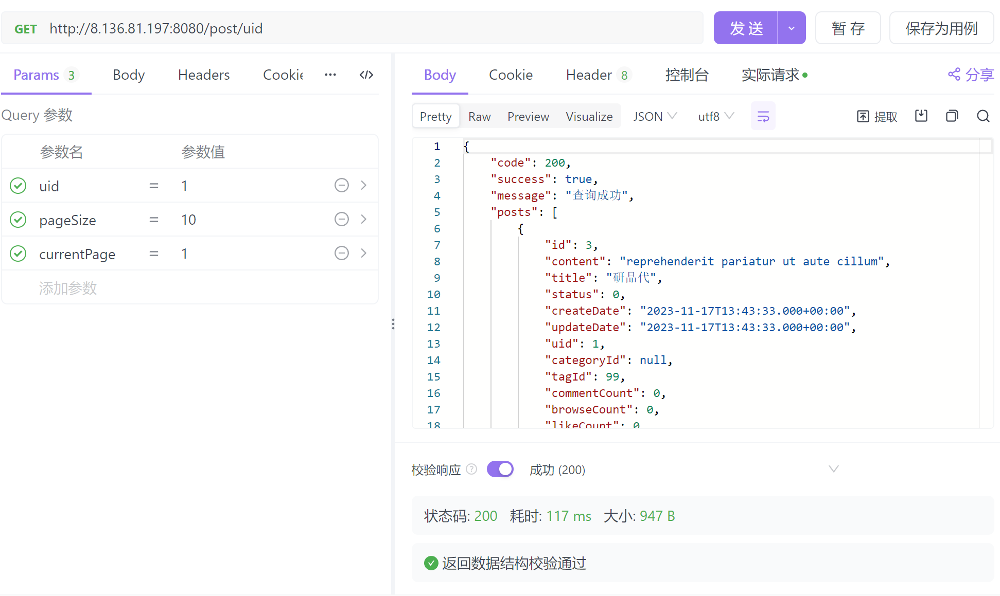 GET http://8.136.81.197:8080/post/uid 发送 暂存 保存为用例
Params 3 Body Headers Cookie ... </>
Query 参数
参数名 参数值
uid = 1
pageSize = 10
currentPage = 1
添加参数
Body Cookie Header 8 控制台 实际请求 分享
Pretty Raw Preview Visualize JSON utf8 提取
1 {
2 "code": 200,
3 "success": true,
4 "message": "查询成功",
5 "posts": [
6 {
7 "id": 3,
8 "content": "reprehenderit pariatur ut aute cillum",
9 "title": "研品代",
10 "status": 0,
11 "createDate": "2023-11-17T13:43:33.000+00:00",
12 "updateDate": "2023-11-17T13:43:33.000+00:00",
13 "uid": 1,
14 "categoryId": null,
15 "tagId": 99,
16 "commentCount": 0,
17 "browseCount": 0,
18 "likeCount": 0
校验响应 ? 成功 (200)
状态码: 200 耗时: 117 ms 大小: 947 B
返回数据结构校验通过